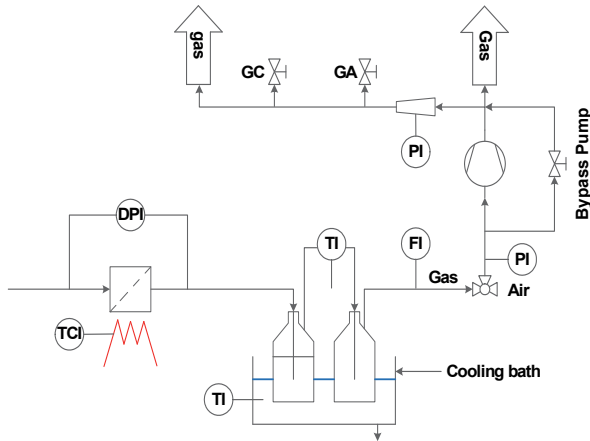 gas
Gas
GC
GA
PI
Bypass Pump
DPI
TI
FI
Gas
PI
Air
TCI
Cooling bath
TI